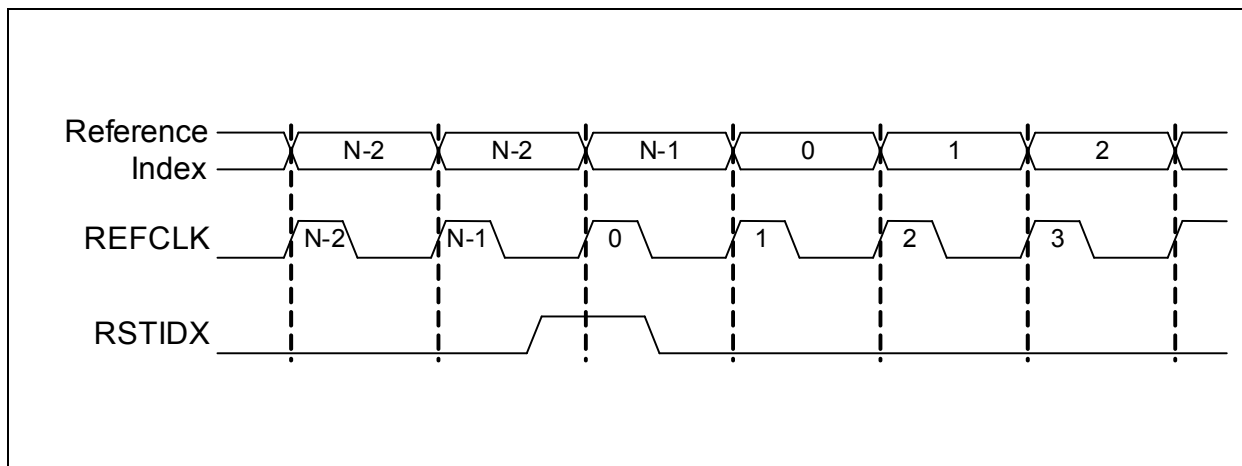 Reference
Index
N-2 N-2 N-1 0 1 2
REFCLK
N-2 N-1 0 1 2 3
RSTIDX